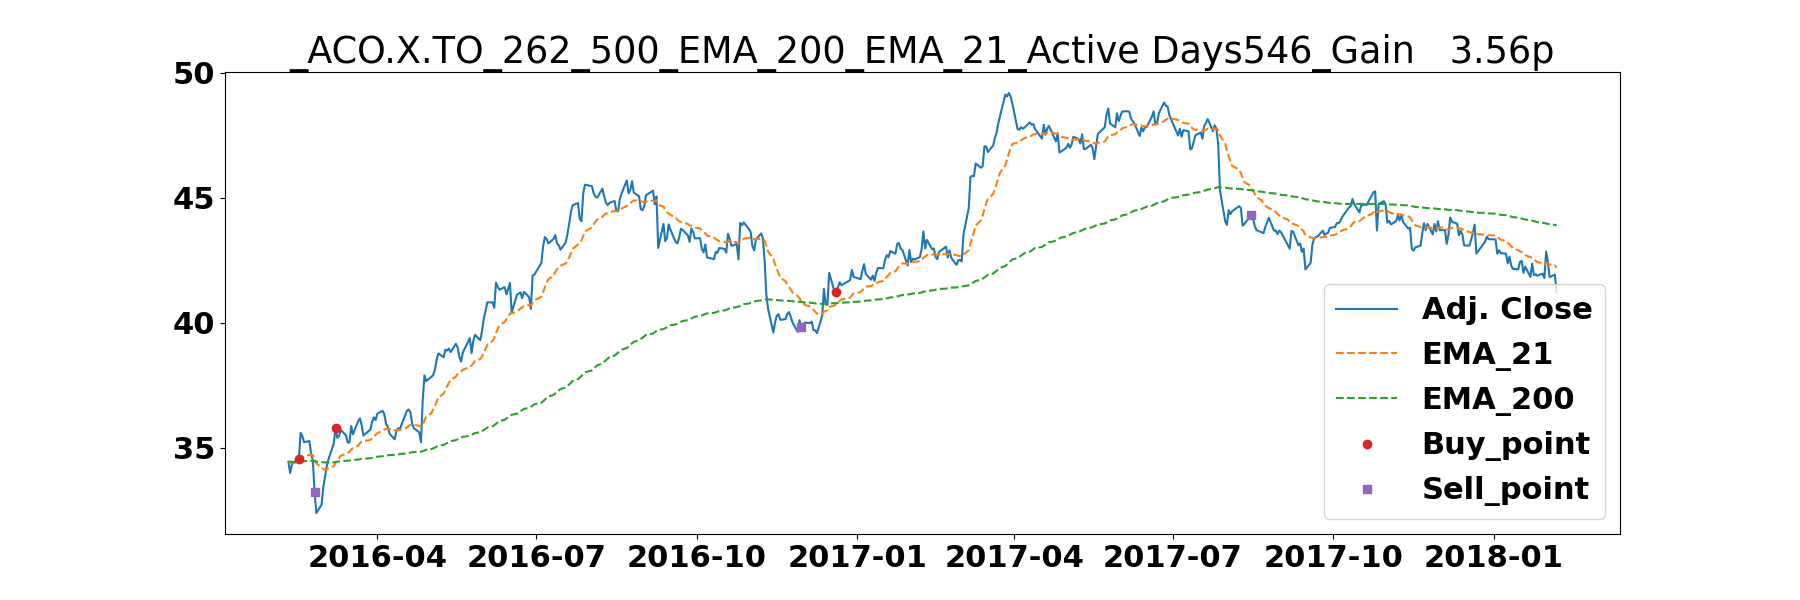 _ACO.X.TO_262_500_EMA_200_EMA_21_Active Days546_Gain   3.56p
50
45
40
35
2016-04 2016-07 2016-10 2017-01 2017-04 2017-07 2017-10 2018-01
Adj. Close
EMA_21
EMA_200
Buy_point
Sell_point